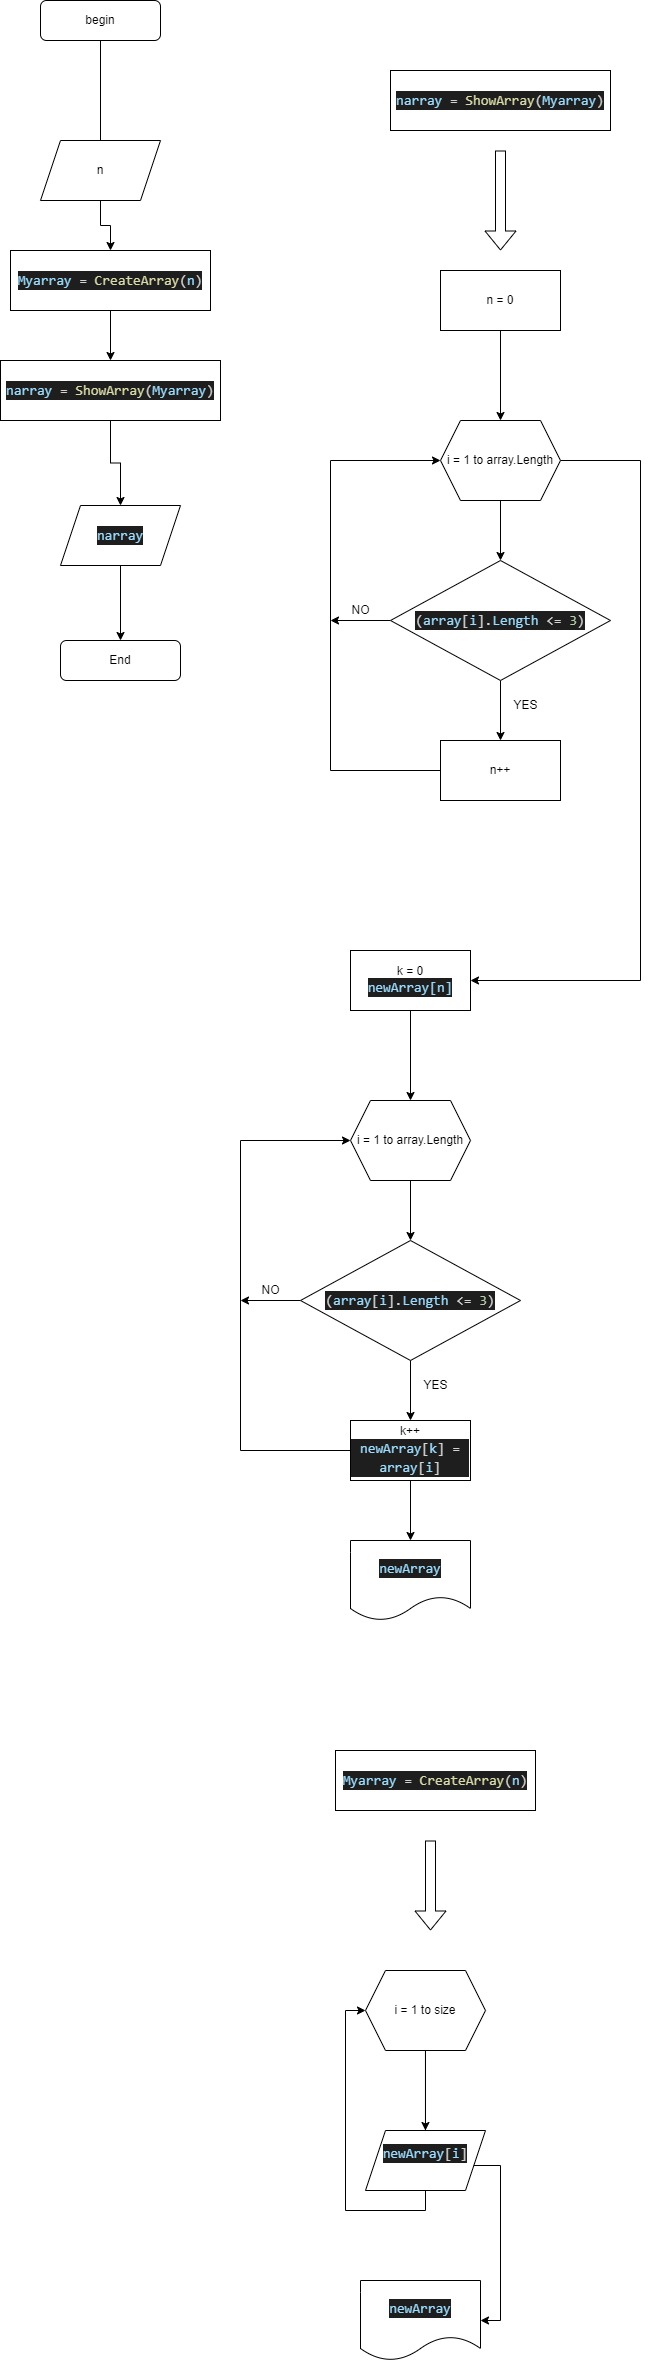 begin
n
Myarray = CreateArray(n)
narray = ShowArray(Myarray)
narray
End
narray = ShowArray(Myarray)
n = 0
i = 1 to array.Length
(array[i].Length <= 3)
NO
YES
n++
k = 0
newArray[n]
i = 1 to array.Length
(array[i].Length <= 3)
NO
YES
k++
newArray[k] =
array[i]
newArray
Myarray = CreateArray(n)
i = 1 to size
newArray[i]
newArray